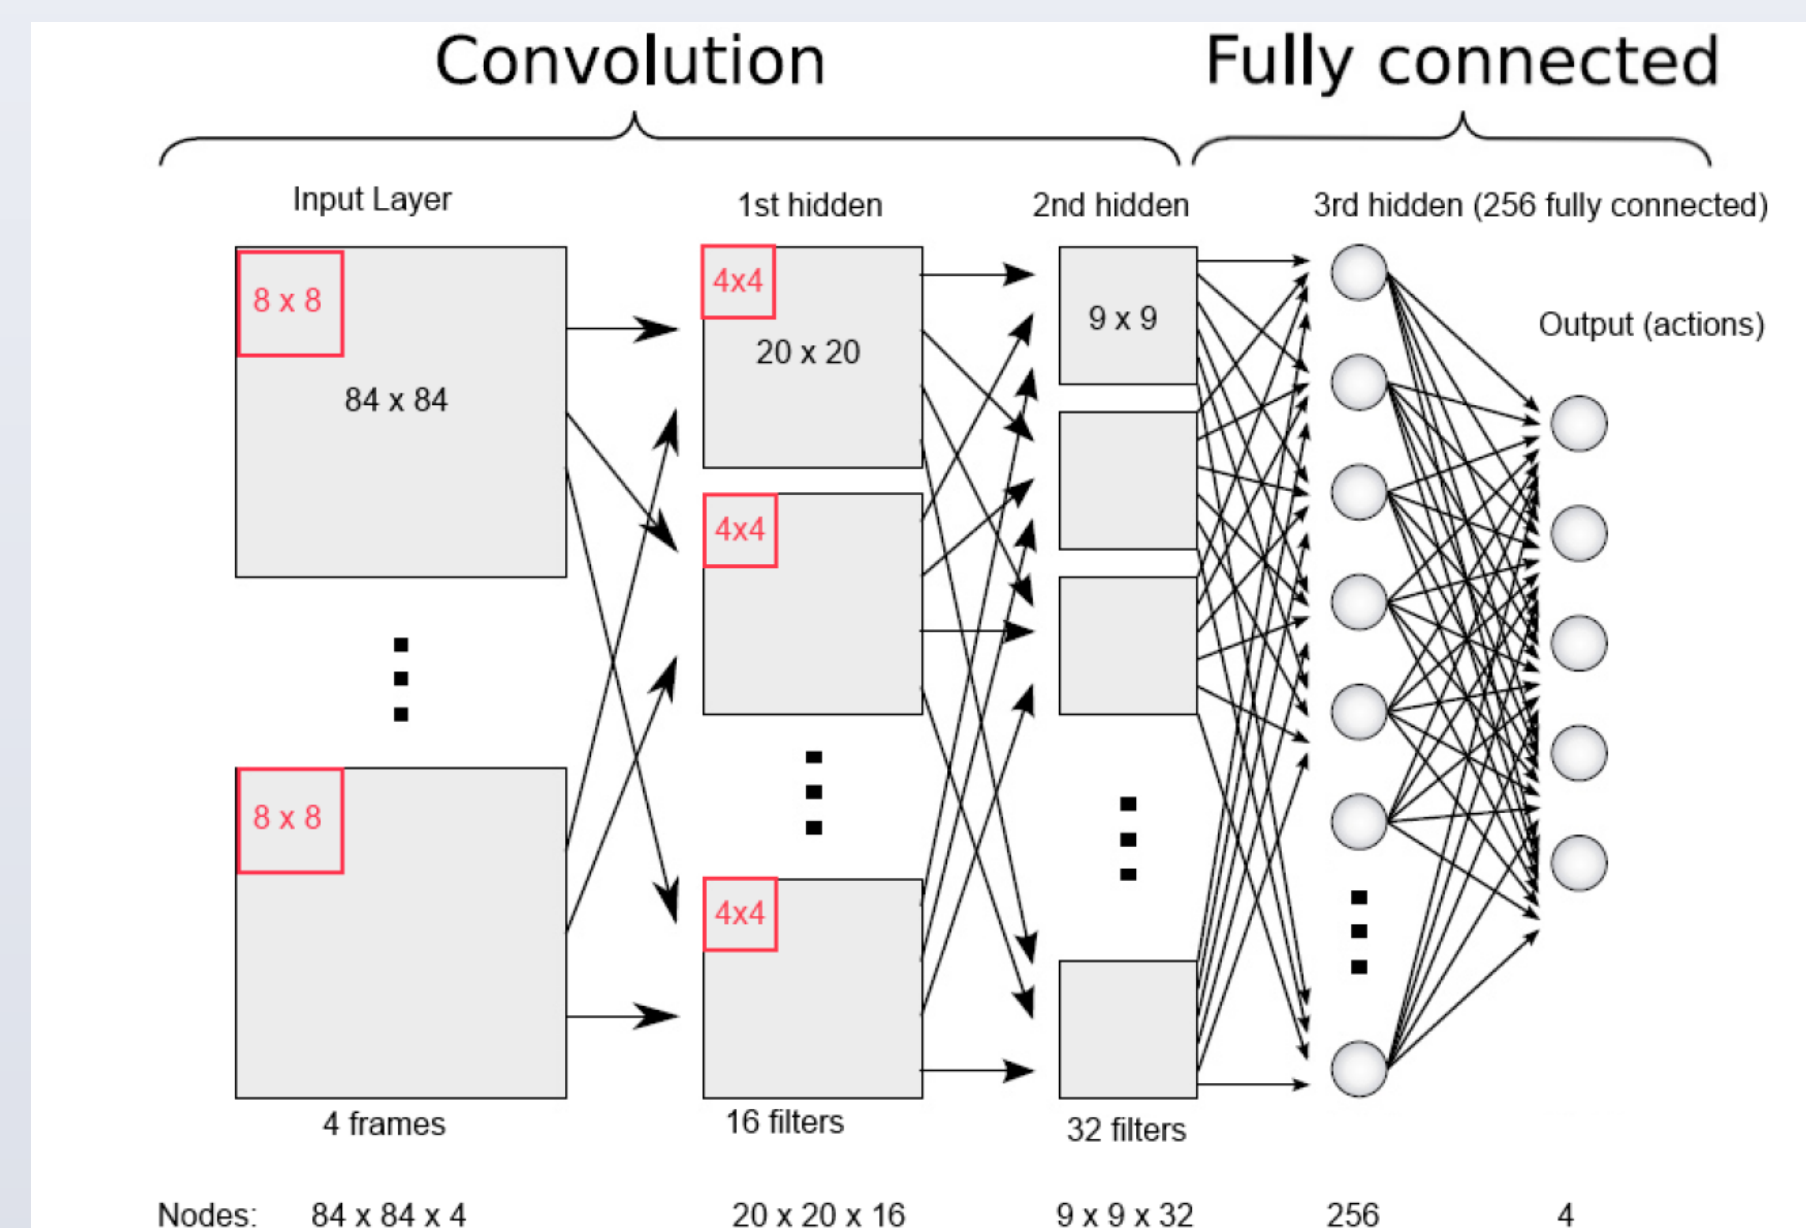 Convolution
Fully connected
Input Layer
1st hidden
2nd hidden
3rd hidden (256 fully connected)
8 x 8
84 x 84
4x4
20 x 20
9 x 9
Output (actions)
4x4
8 x 8
4x4
4 frames
16 filters
32 filters
Nodes: 84 x 84 x 4 20 x 20 x 16 9 x 9 x 32 256 4